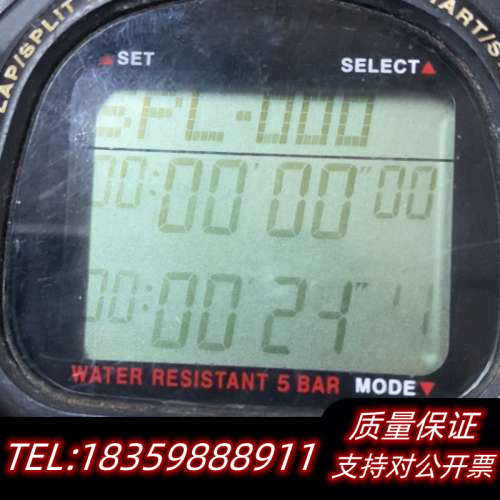 LAP/SPLIT
START/S
SET
SELECT
SPL-000
00:00'00"00
00:00'24"
WATER RESISTANT 5 BAR
MODE
TEL:18359888911
质量保证
支持对公开票